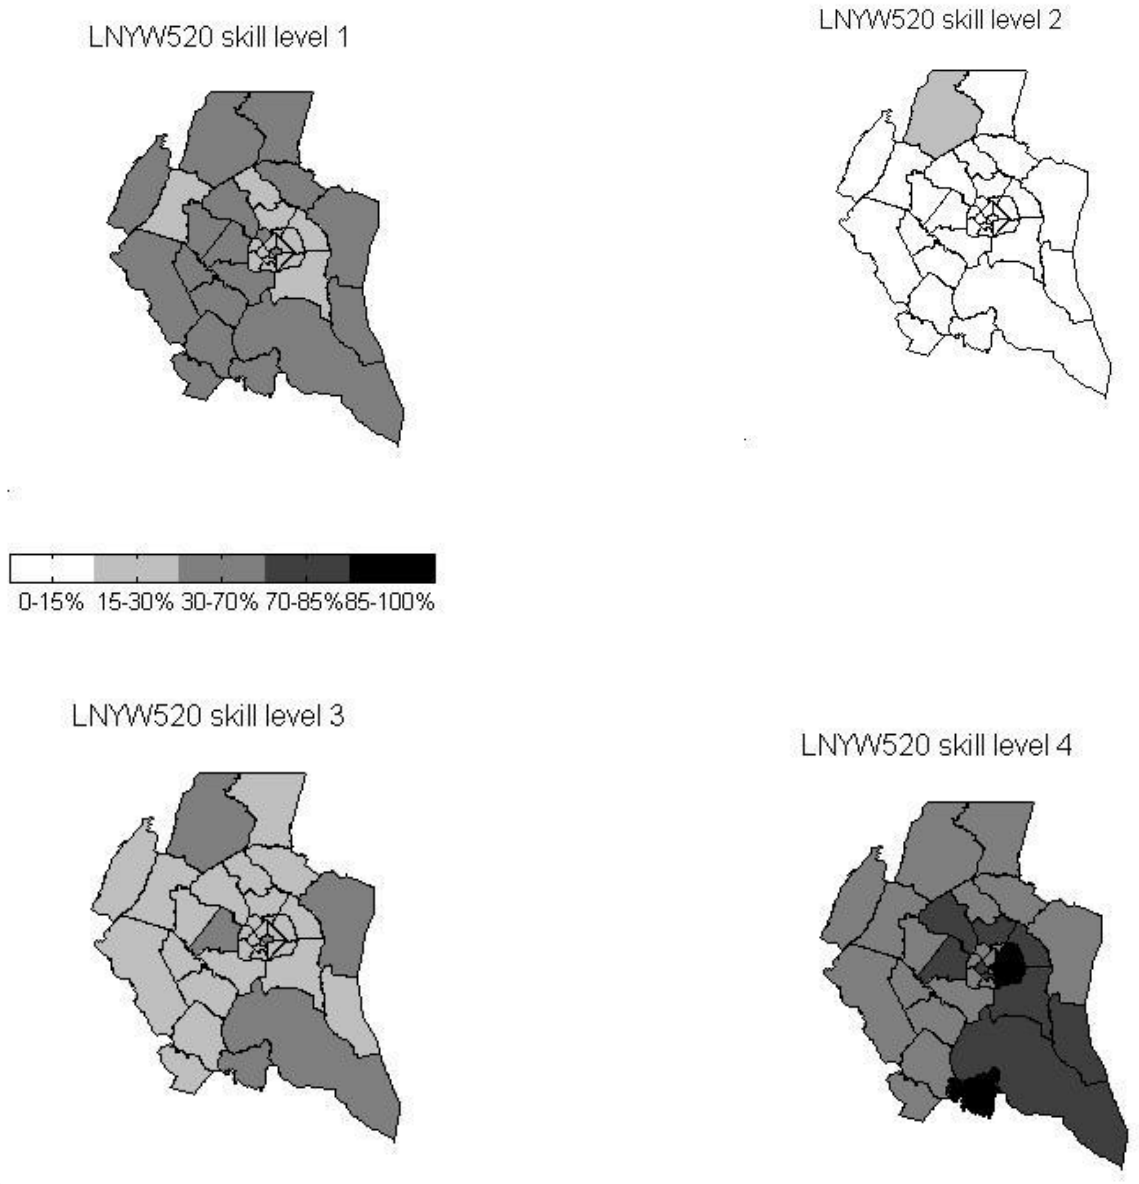 LNYW520 skill level 1
LNYW520 skill level 2
0-15% 15-30% 30-70% 70-85%85-100%
LNYW520 skill level 3
LNYW520 skill level 4